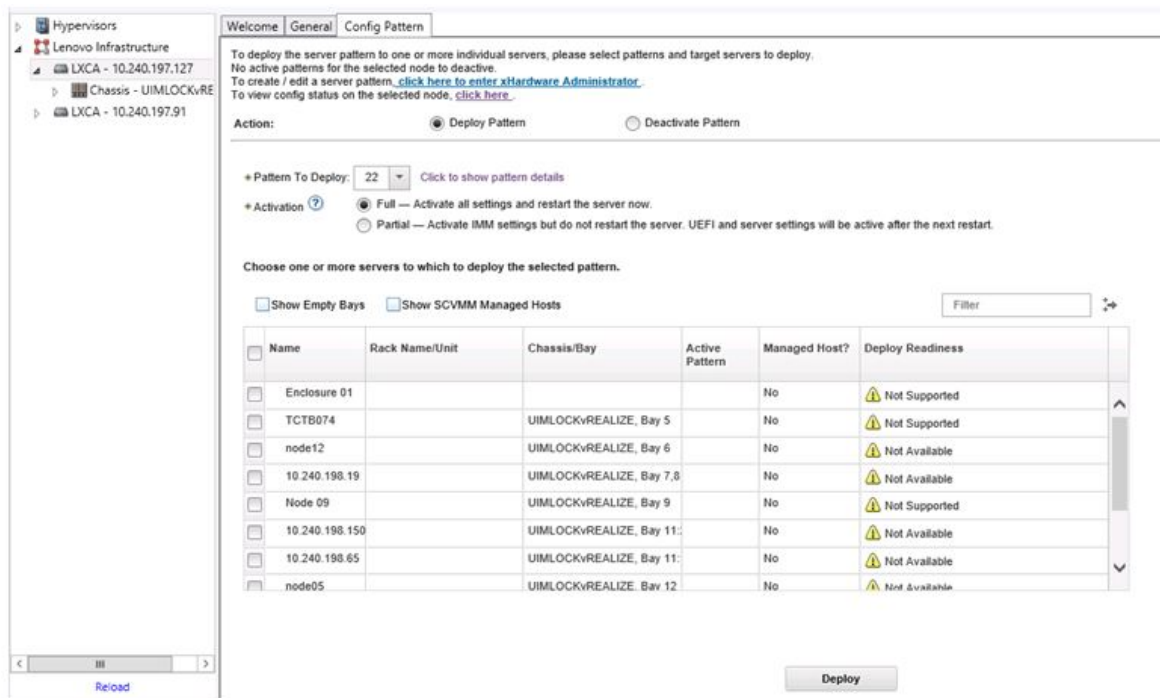 Hypervisors
Lenovo Infrastructure
LXCA - 10.240.197.127
Chassis - UIMLOCKvRE
LXCA - 10.240.197.91
Reload
Welcome General Config Pattern
To deploy the server pattern to one or more individual servers, please select patterns and target servers to deploy.
No active patterns for the selected node to deactive.
To create / edit a server pattern, click here to enter xHardware Administrator .
To view config status on the selected node, click here .
Action: Deploy Pattern Deactivate Pattern
Pattern To Deploy: 22 Click to show pattern details
Activation ? Full — Activate all settings and restart the server now.
Partial — Activate IMM settings but do not restart the server. UEFI and server settings will be active after the next restart.
Choose one or more servers to which to deploy the selected pattern.
Show Empty Bays Show SCVMM Managed Hosts Filter
Name Rack Name/Unit Chassis/Bay Active Pattern Managed Host? Deploy Readiness
Enclosure 01 No Not Supported
TCTB074 UIMLOCKvREALIZE, Bay 5 No Not Supported
node12 UIMLOCKvREALIZE, Bay 6 No Not Available
10.240.198.19 UIMLOCKvREALIZE, Bay 7,8 No Not Available
Node 09 UIMLOCKvREALIZE, Bay 9 No Not Supported
10.240.198.150 UIMLOCKvREALIZE, Bay 11: No Not Available
10.240.198.65 UIMLOCKvREALIZE, Bay 11: No Not Available
node05 UIMLOCKvREALIZE, Bay 12 No Not Available
Deploy